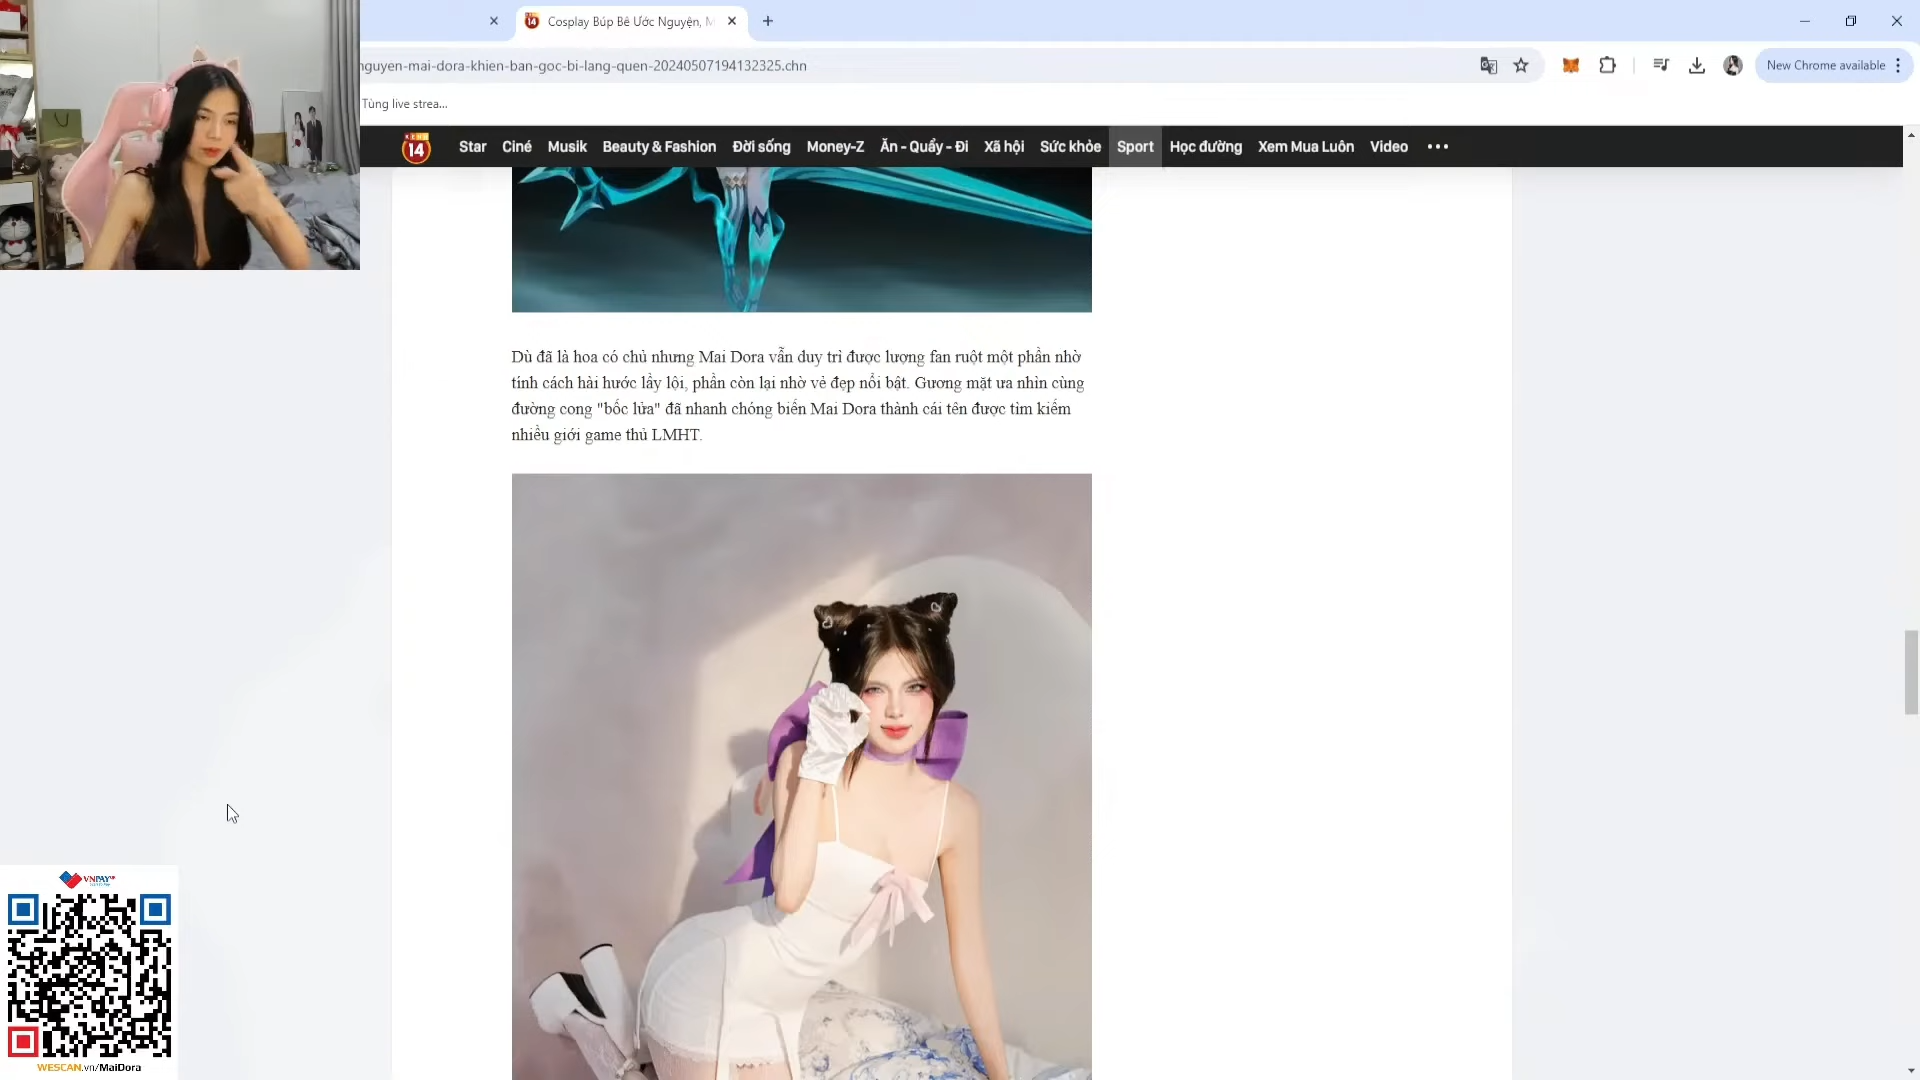 Cosplay Búp Bê Ước Nguyện, M
guyen-mai-dora-khien-ban-goc-bi-lang-quen-20240507194132325.chn
New Chrome available
Tùng live strea...
KENH 14
Star Ciné Musik Beauty & Fashion Đời sống Money-Z Ăn - Quẩy - Đi Xã hội Sức khỏe Sport Học đường Xem Mua Luôn Video
Dù đã là hoa có chủ nhưng Mai Dora vẫn duy trì được lượng fan ruột một phần nhờ
tính cách hài hước lầy lội, phần còn lại nhờ vẻ đẹp nổi bật. Gương mặt ưa nhìn cùng
đường cong "bốc lửa" đã nhanh chóng biến Mai Dora thành cái tên được tìm kiếm
nhiều giới game thủ LMHT.
VNPAY
WESCAN.vn/MaiDora